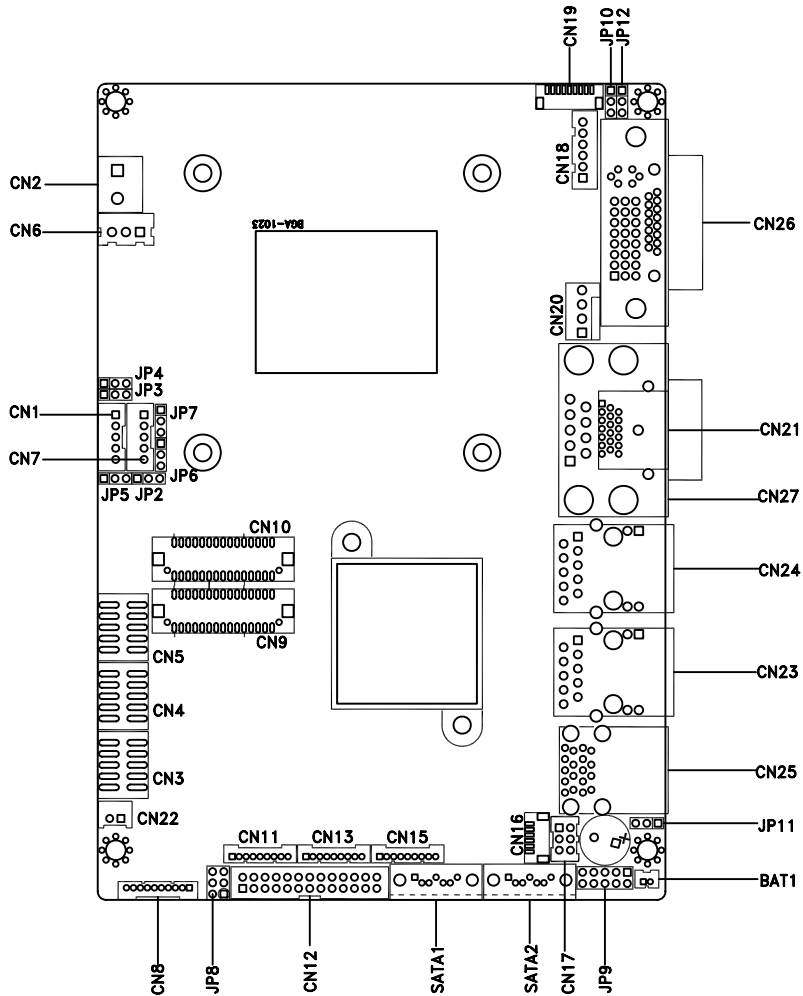 CN19
JP10
JP12
CN18
CN2
CN6
BGA-1023
CN26
CN20
JP4
JP3
CN1
JP7
CN21
CN7
JP6
JP5 JP2
CN27
CN10
CN24
CN9
CN5
CN23
CN4
CN3
CN25
CN22
CN16
JP11
CN11
CN13
CN15
BAT1
CN8
JP8
CN12
SATA1
SATA2
CN17
JP9